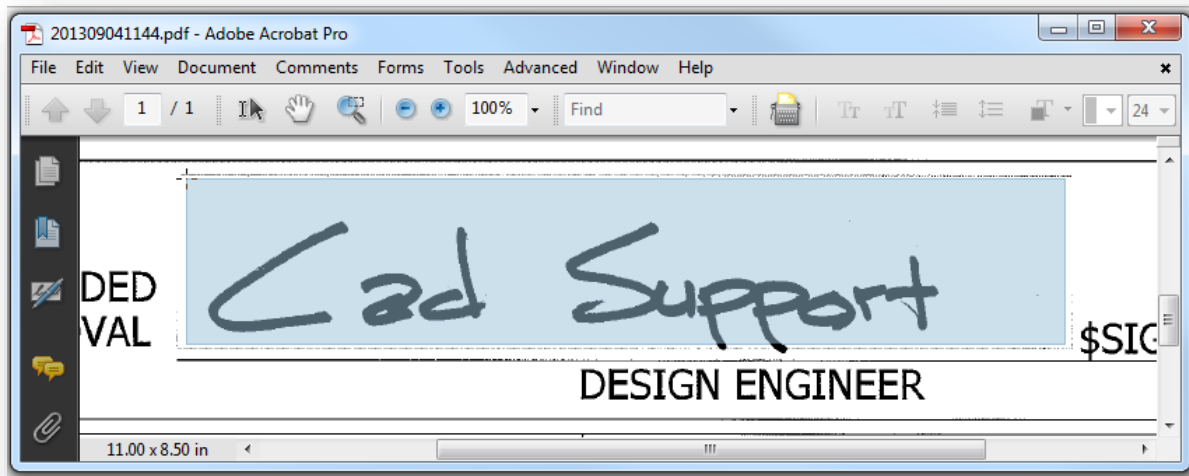 201309041144.pdf - Adobe Acrobat Pro
File Edit View Document Comments Forms Tools Advanced Window Help
1 / 1 100% Find 24
Cad Support
DED
VAL
$SIG
DESIGN ENGINEER
11.00 x 8.50 in